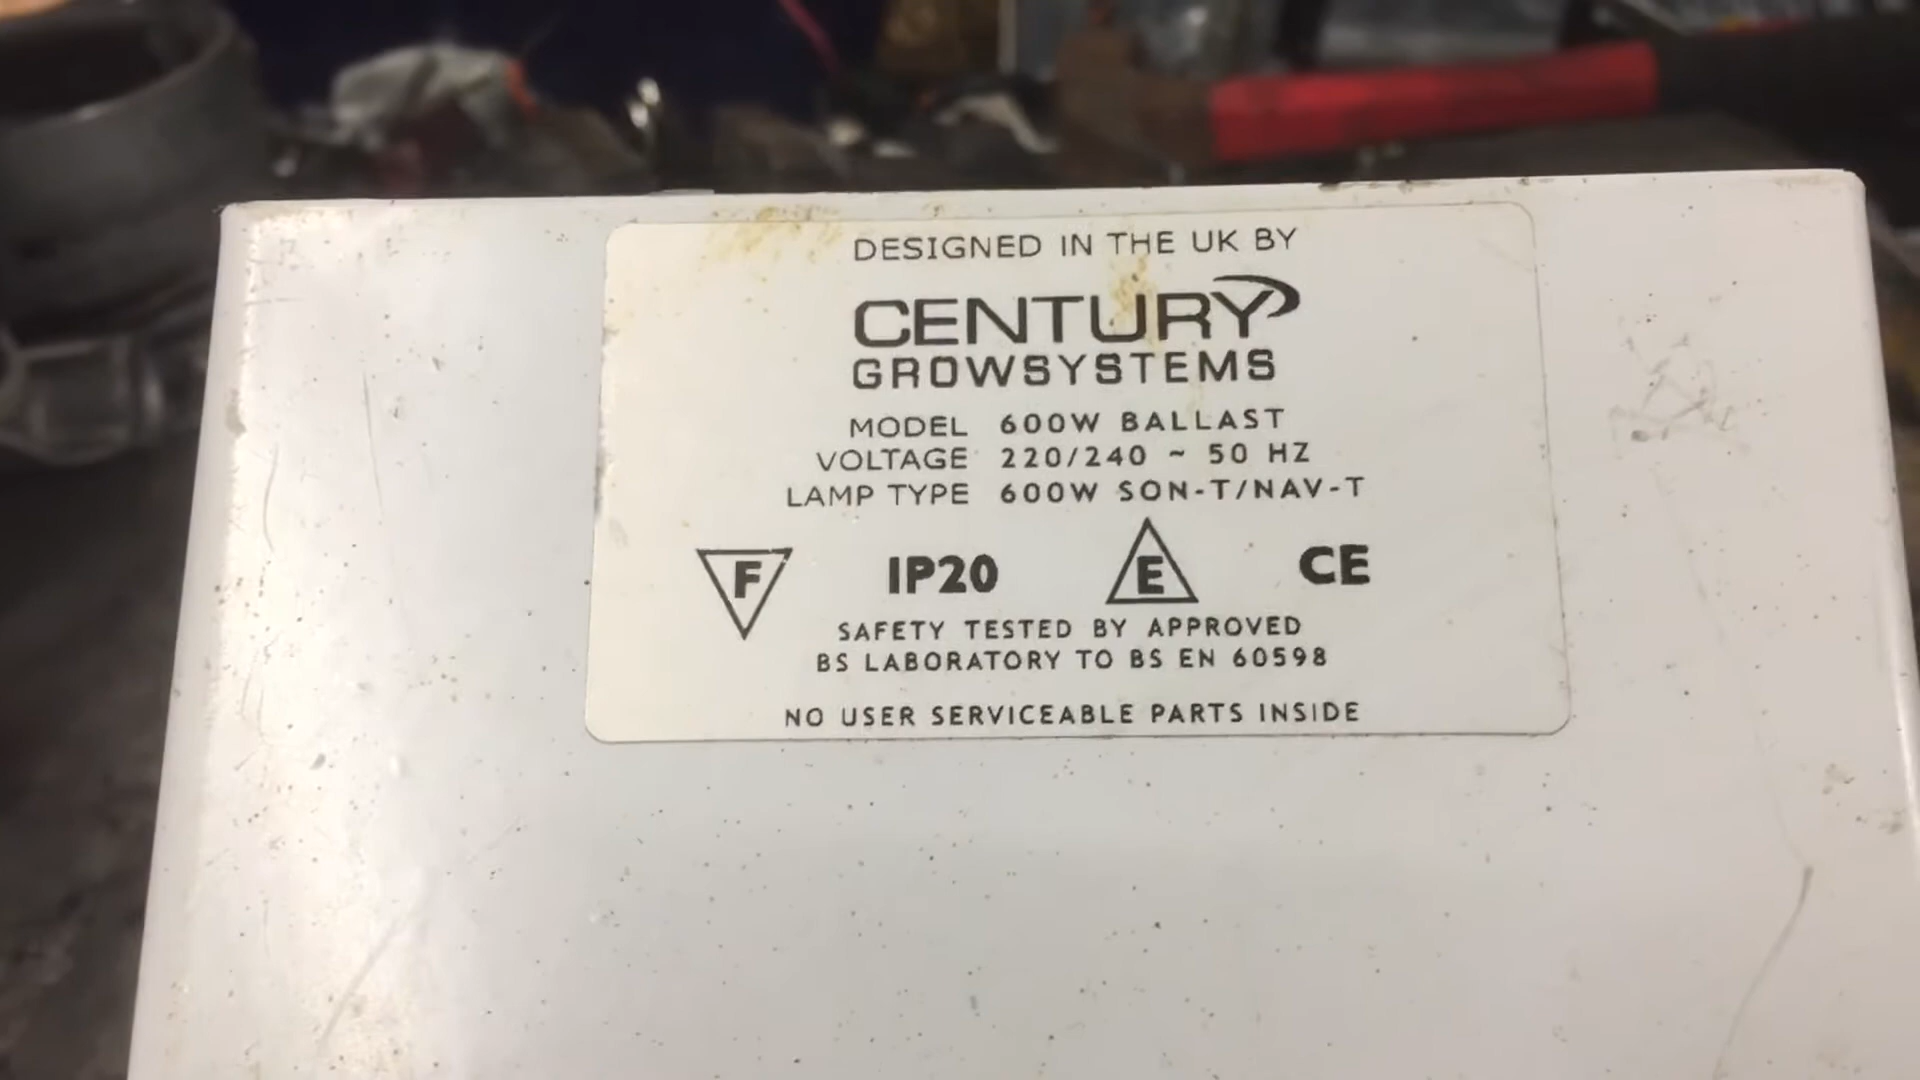 DESIGNED IN THE UK BY
CENTURY
GROWSYSTEMS
MODEL 600W BALLAST
VOLTAGE 220/240 ~ 50 HZ
LAMP TYPE 600W SON-T/NAV-T
F IP20 E CE
SAFETY TESTED BY APPROVED
BS LABORATORY TO BS EN 60598
NO USER SERVICEABLE PARTS INSIDE